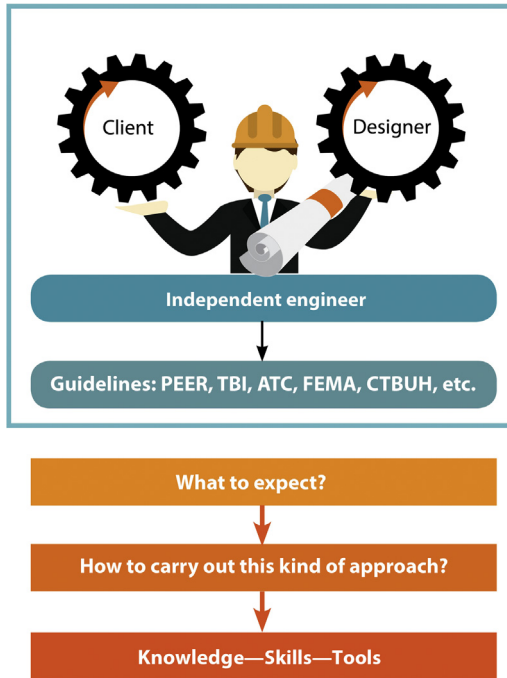 Client
Designer
Independent engineer
Guidelines: PEER, TBI, ATC, FEMA, CTBUH, etc.
What to expect?
How to carry out this kind of approach?
Knowledge—Skills—Tools